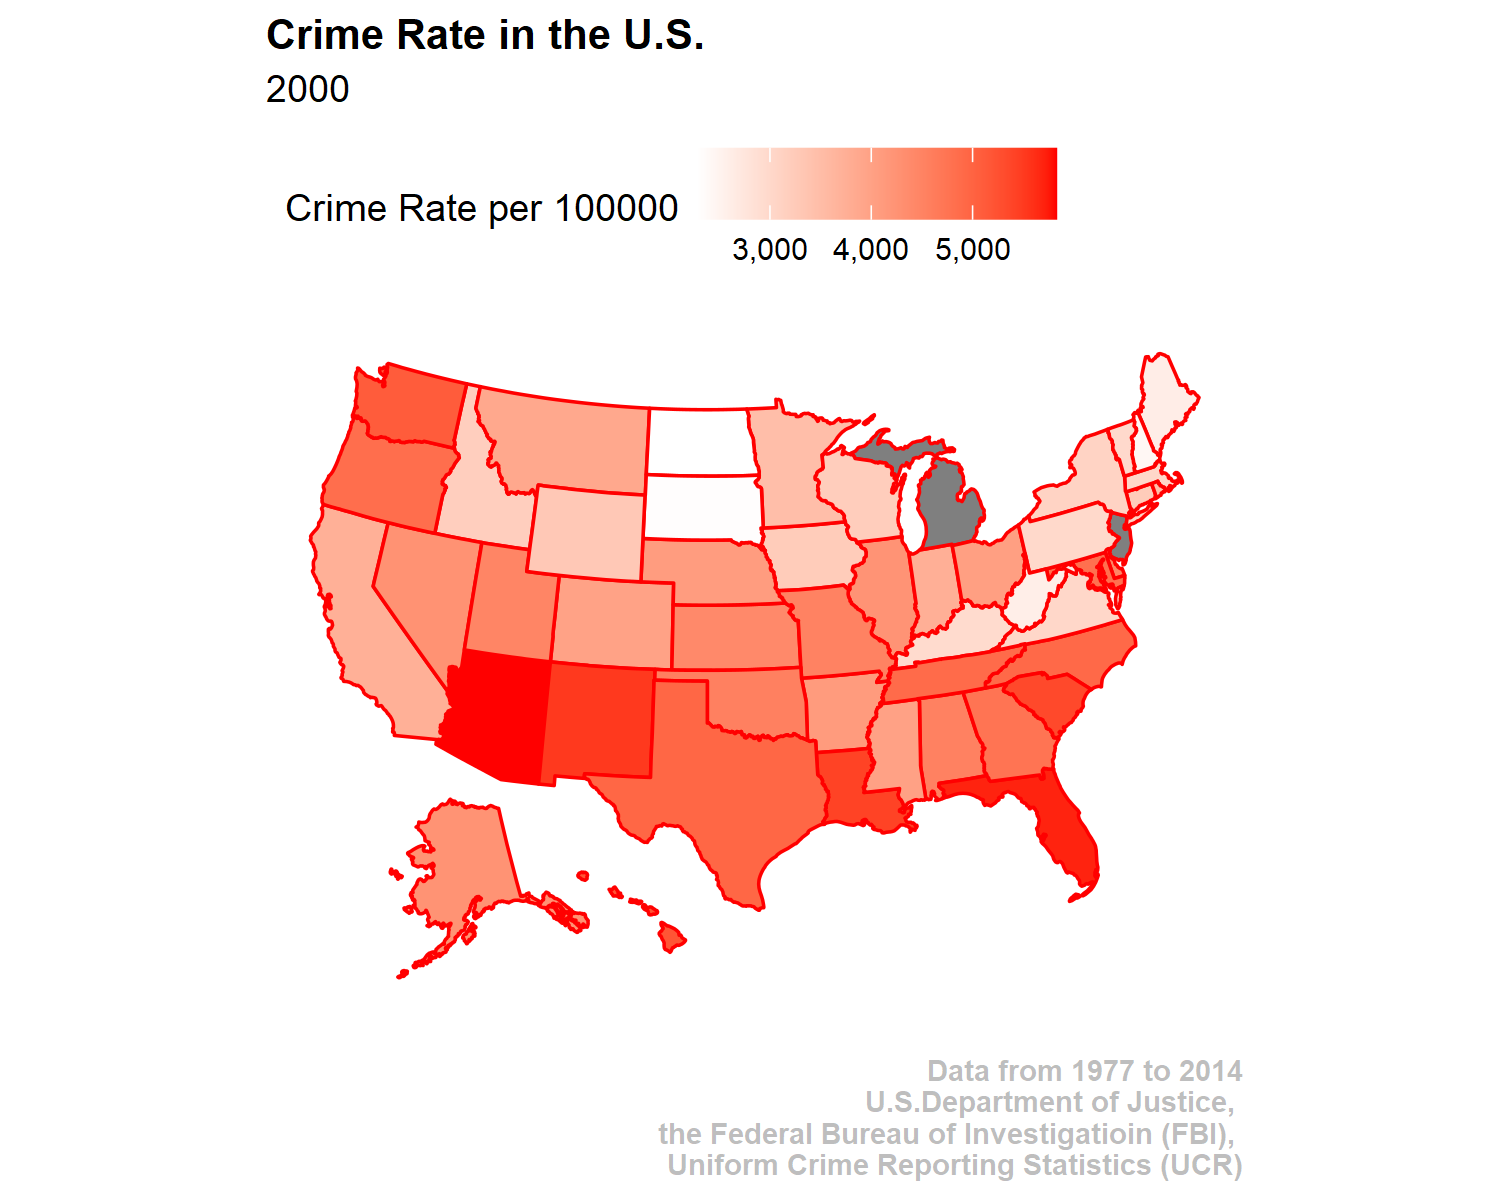 Crime Rate in the U.S.
2000
Crime Rate per 100000
3,000 4,000 5,000
Data from 1977 to 2014
U.S.Department of Justice,
the Federal Bureau of Investigatioin (FBI),
Uniform Crime Reporting Statistics (UCR)